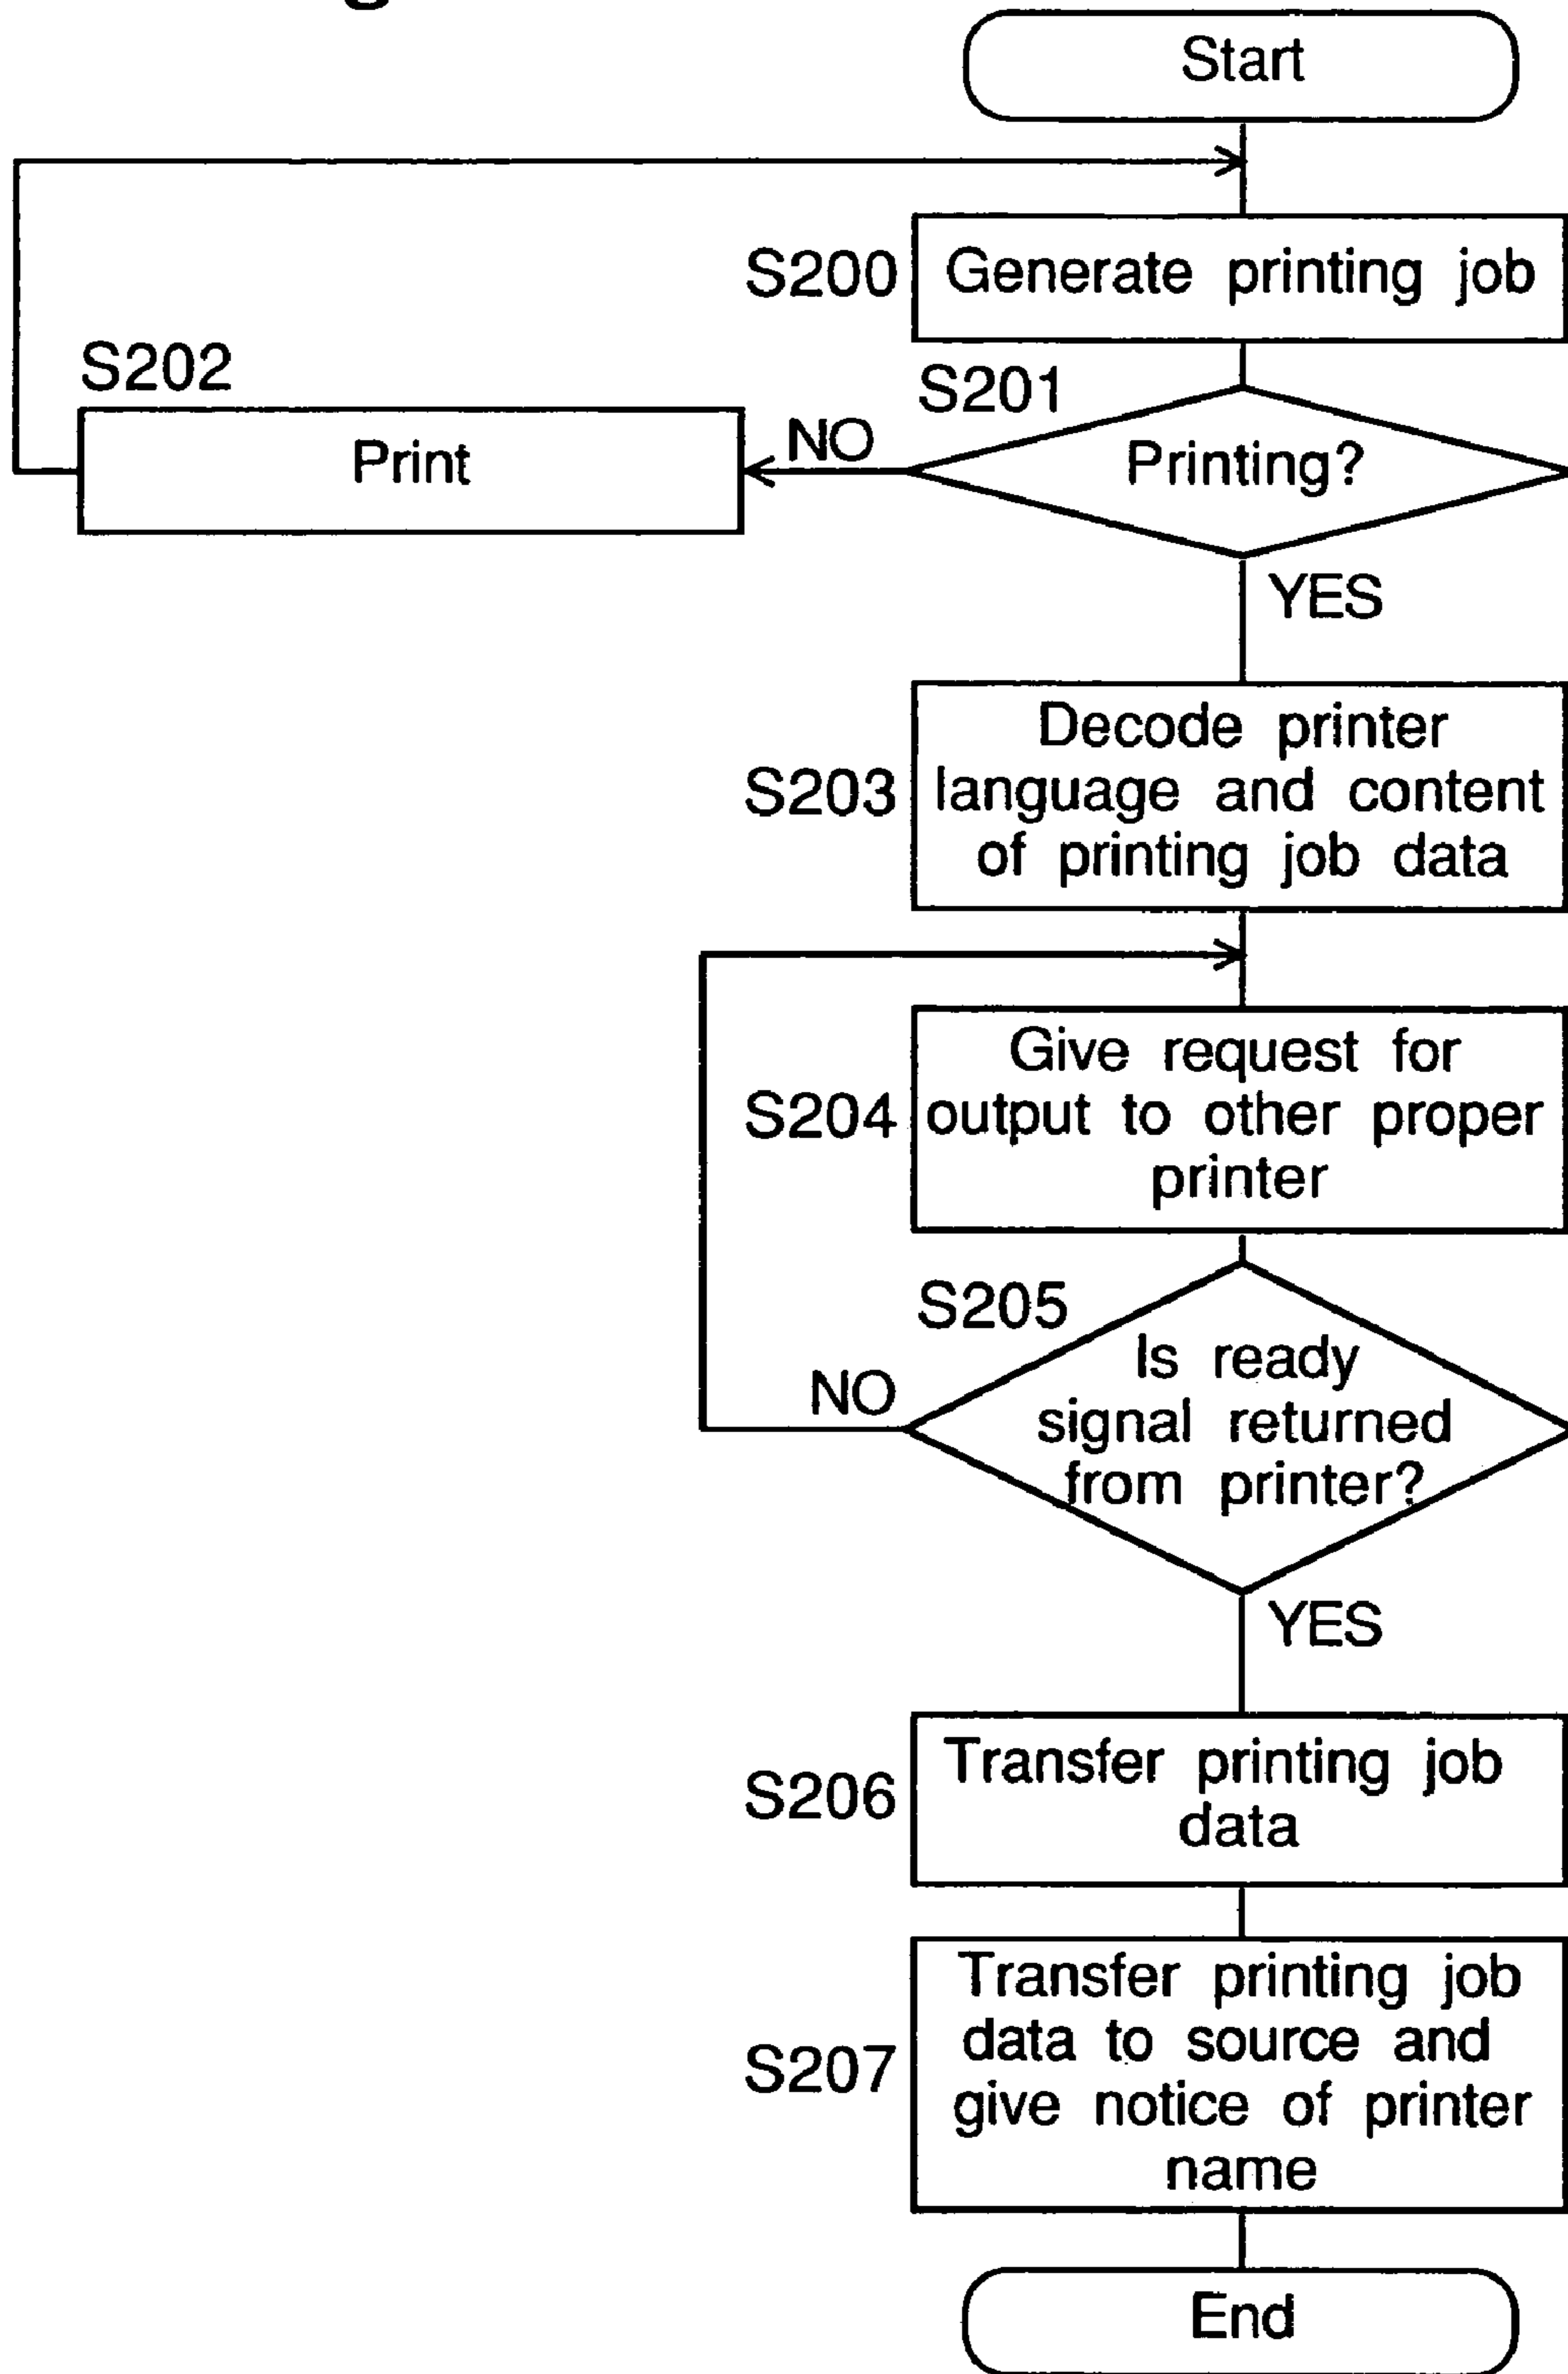 Start
S200
Generate printing job
S202
S201
Print
NO
Printing?
YES
S203
Decode printer
language and content
of printing job data
S204
Give request for
output to other proper
printer
S205
NO
Is ready
signal returned
from printer?
YES
S206
Transfer printing job
data
S207
Transfer printing job
data to source and
give notice of printer
name
End